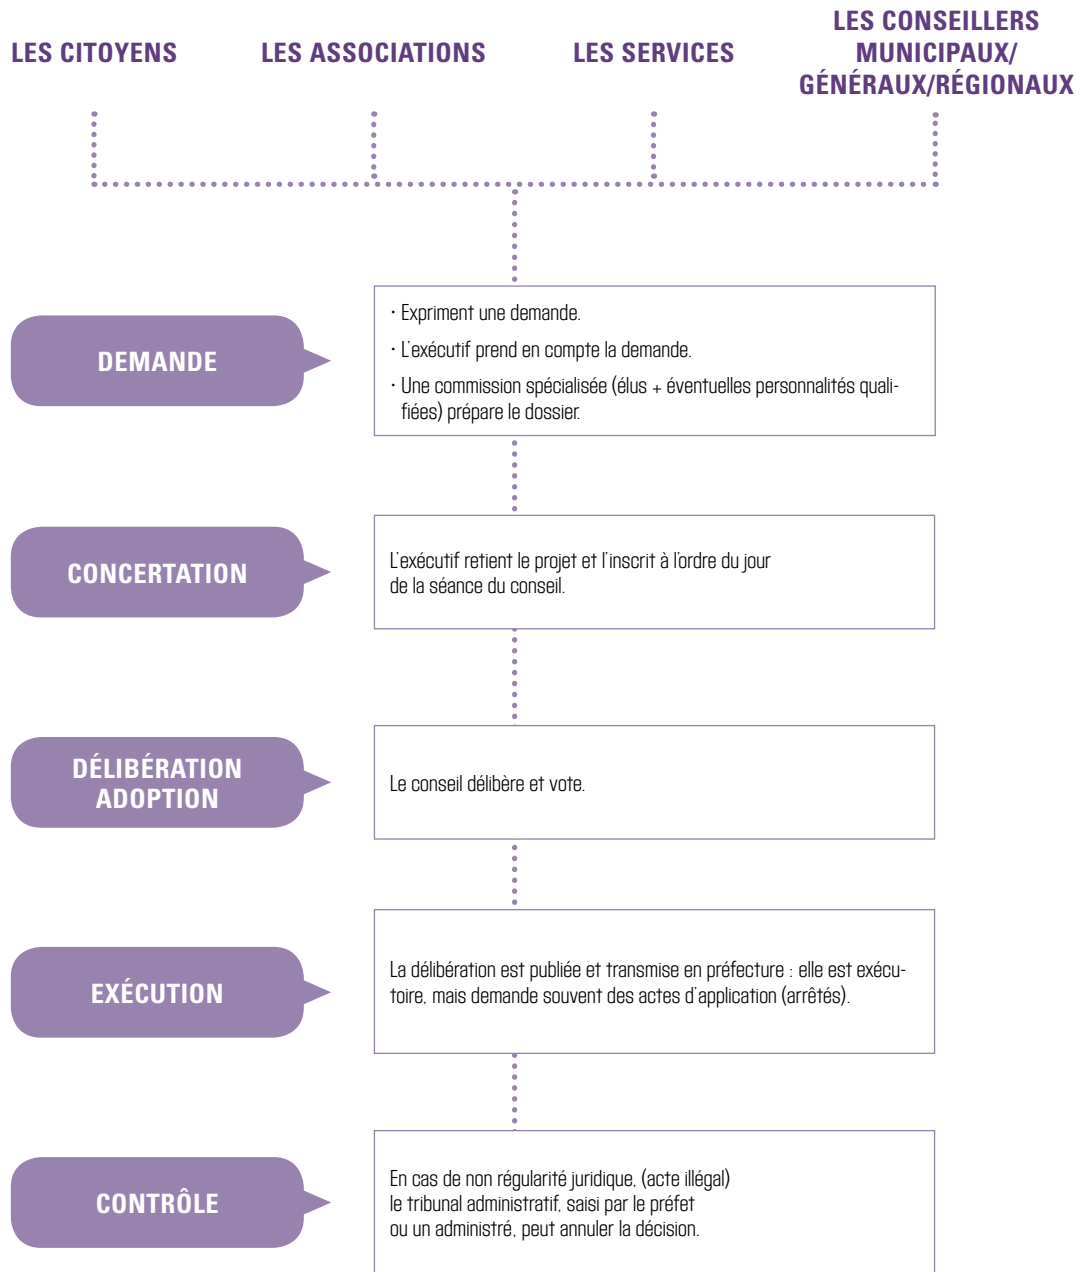 LES CITOYENS
LES ASSOCIATIONS
LES SERVICES
LES CONSEILLERS
MUNICIPAUX/
GÉNÉRAUX/RÉGIONAUX
DEMANDE
· Expriment une demande.
· L'exécutif prend en compte la demande.
· Une commission spécialisée (élus + éventuelles personnalités quali-
fiées) prépare le dossier.
CONCERTATION
L'exécutif retient le projet et l'inscrit à l'ordre du jour
de la séance du conseil.
DÉLIBÉRATION
ADOPTION
Le conseil délibère et vote.
EXÉCUTION
La délibération est publiée et transmise en préfecture : elle est exécu-
toire, mais demande souvent des actes d'application (arrêtés).
CONTRÔLE
En cas de non régularité juridique, (acte illégal)
le tribunal administratif, saisi par le préfet
ou un administré, peut annuler la décision.